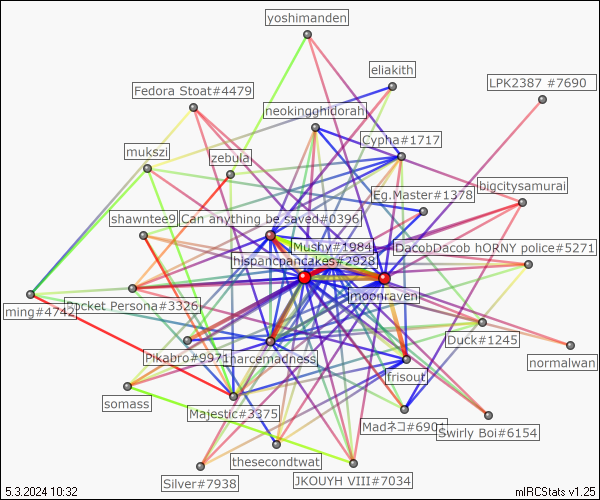 yoshimanden
eliakith
LPK2387 #7690
Fedora Stoat#4479
neokingghidorah
Cypha#1717
mukszi
zebula
Eg.Master#1378
bigcitysamurai
shawntee9
Can anything be saved#0396
Mushy#1984
DacobDacob hORNY police#5271
hispancpancakes#2928
moonraven
ming#4742
Pocket Persona#3326
Duck#1245
Pikabro#9971
harcemadness
normalwan
frisout
somass
Majestic#3375
Madネコ#6901
Swirly Boi#6154
thesecondtwat
Silver#7938
JKOUYH VIII#7034
5.3.2024 10:32
mIRCStats v1.25